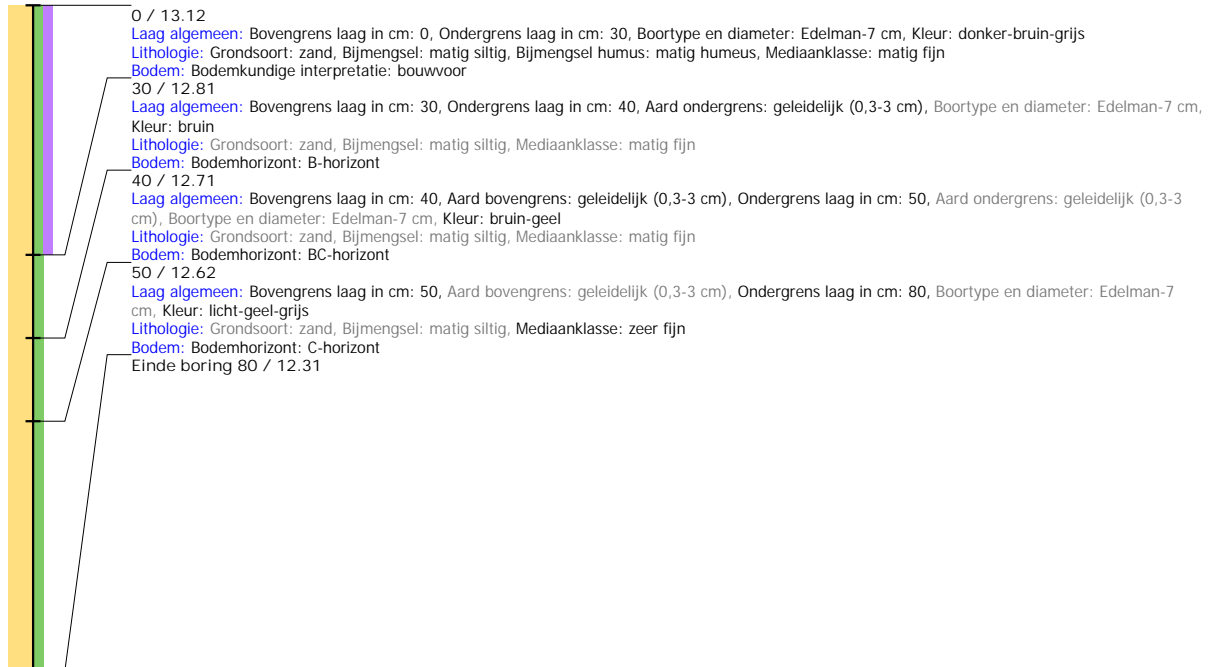 0 / 13.12
Laag algemeen: Bovengrens laag in cm: 0, Ondergrens laag in cm: 30, Boortype en diameter: Edelman-7 cm, Kleur: donker-bruin-grijs
Lithologie: Grondsoort: zand, Bijmengsel: matig siltig, Bijmengsel humus: matig humeus, Mediaanklasse: matig fijn
Bodem: Bodemkundige interpretatie: bouwvoor
30 / 12.81
Laag algemeen: Bovengrens laag in cm: 30, Ondergrens laag in cm: 40, Aard ondergrens: geleidelijk (0,3-3 cm), Boortype en diameter: Edelman-7 cm,
Kleur: bruin
Lithologie: Grondsoort: zand, Bijmengsel: matig siltig, Mediaanklasse: matig fijn
Bodem: Bodemhorizont: B-horizont
40 / 12.71
Laag algemeen: Bovengrens laag in cm: 40, Aard bovengrens: geleidelijk (0,3-3 cm), Ondergrens laag in cm: 50, Aard ondergrens: geleidelijk (0,3-3
cm), Boortype en diameter: Edelman-7 cm, Kleur: bruin-geel
Lithologie: Grondsoort: zand, Bijmengsel: matig siltig, Mediaanklasse: matig fijn
Bodem: Bodemhorizont: BC-horizont
50 / 12.62
Laag algemeen: Bovengrens laag in cm: 50, Aard bovengrens: geleidelijk (0,3-3 cm), Ondergrens laag in cm: 80, Boortype en diameter: Edelman-7
cm, Kleur: licht-geel-grijs
Lithologie: Grondsoort: zand, Bijmengsel: matig siltig, Mediaanklasse: zeer fijn
Bodem: Bodemhorizont: C-horizont
Einde boring 80 / 12.31